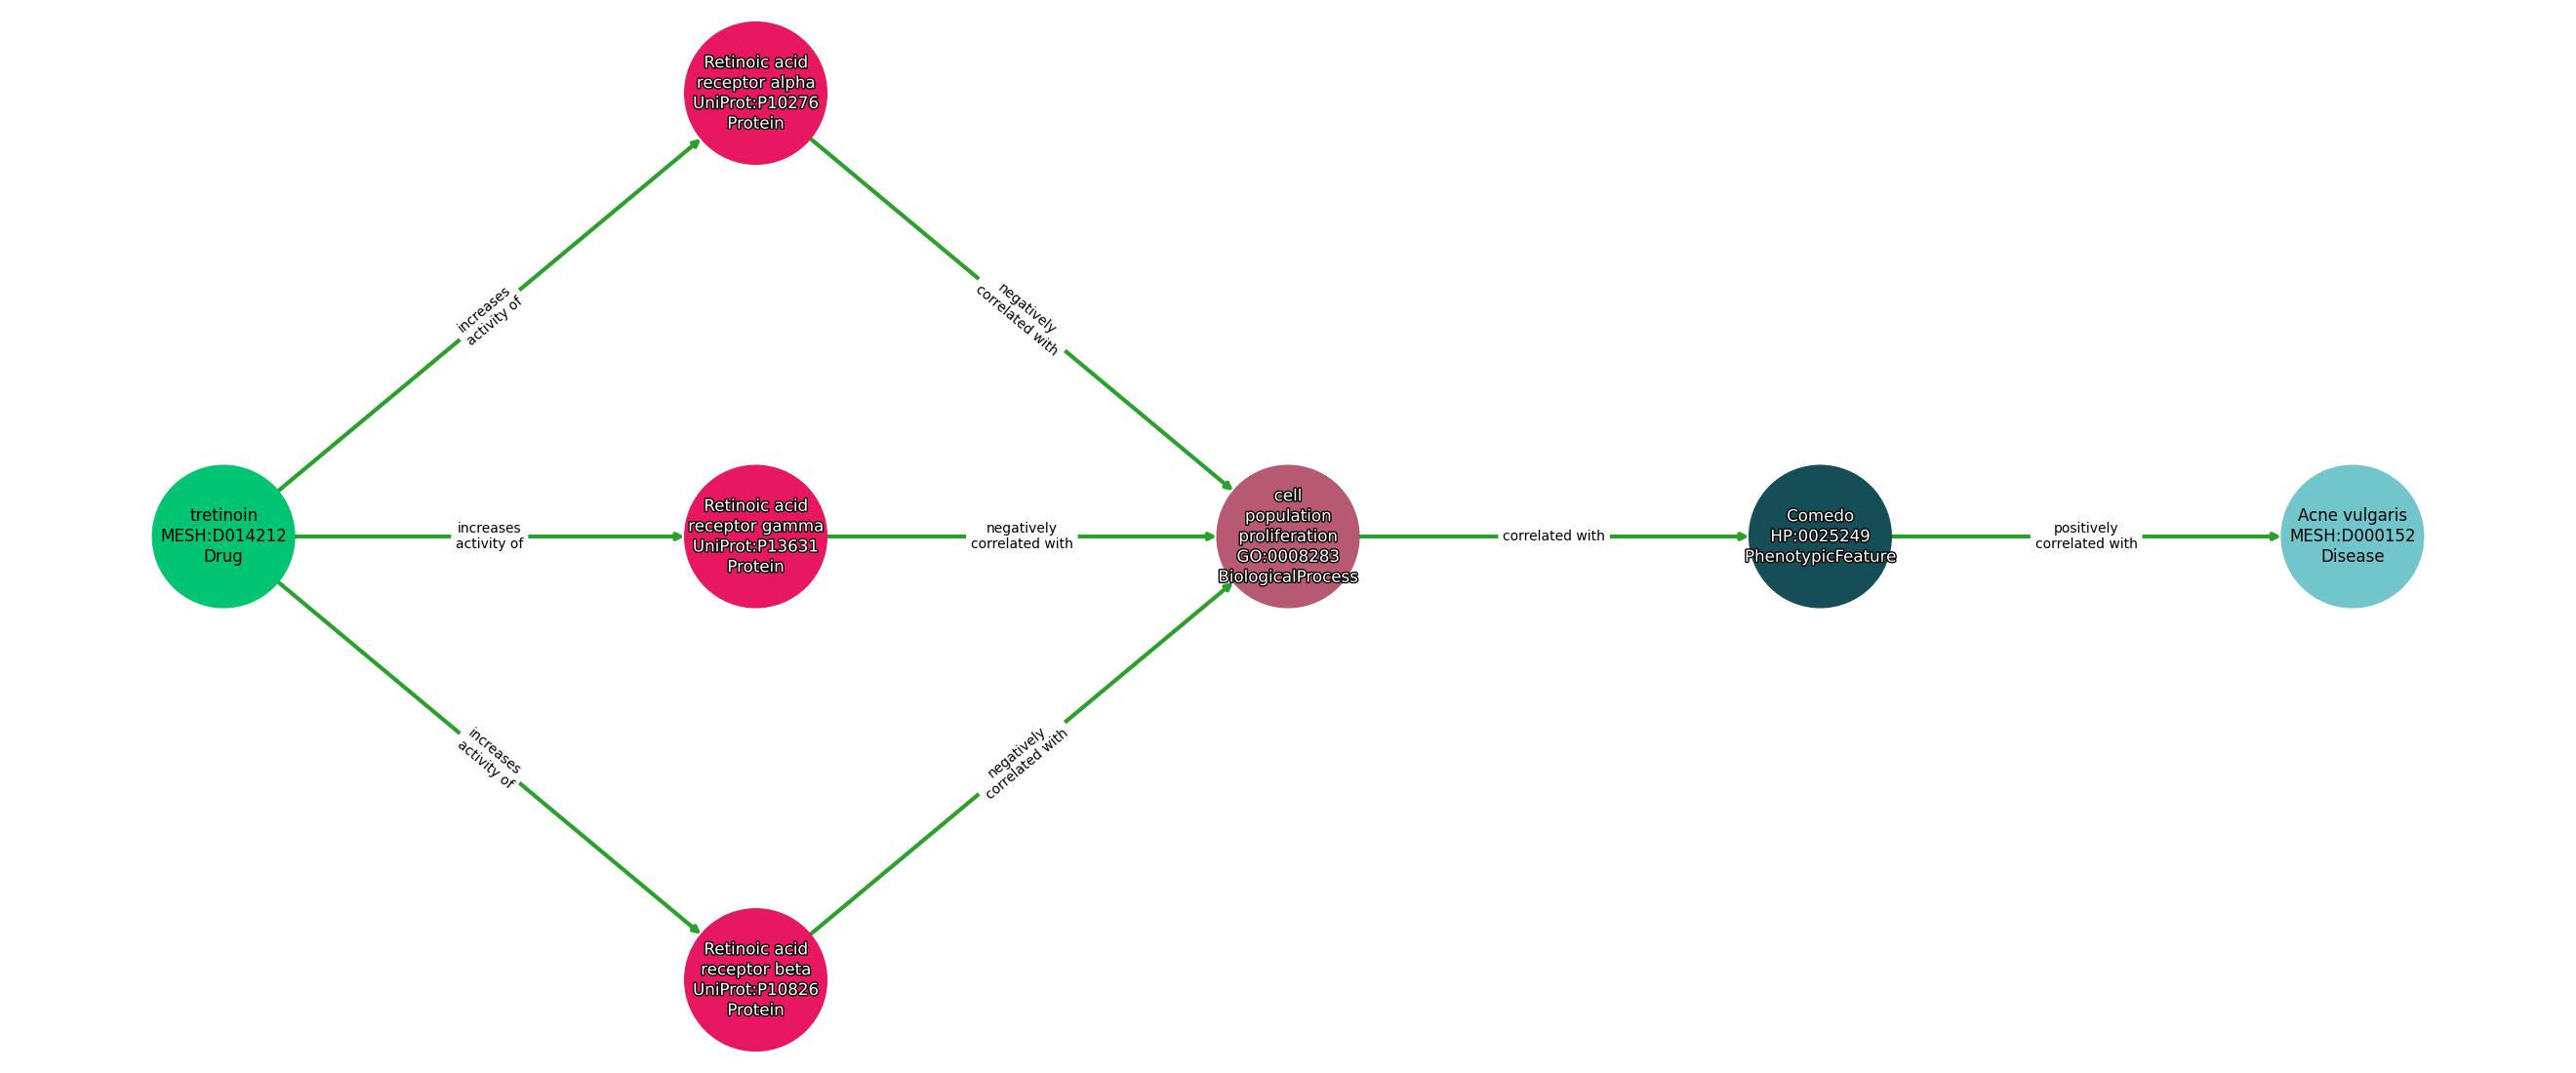 Retinoic acid
receptor alpha
UniProt:P10276
Protein
increases
activity of
negatively
correlated with
tretinoin
MESH:D014212
Drug
increases
activity of
Retinoic acid
receptor gamma
UniProt:P13631
Protein
negatively
correlated with
cell
population
proliferation
GO:0008283
BiologicalProcess
correlated with
Comedo
HP:0025249
PhenotypicFeature
positively
correlated with
Acne vulgaris
MESH:D000152
Disease
increases
activity of
negatively
correlated with
Retinoic acid
receptor beta
UniProt:P10826
Protein